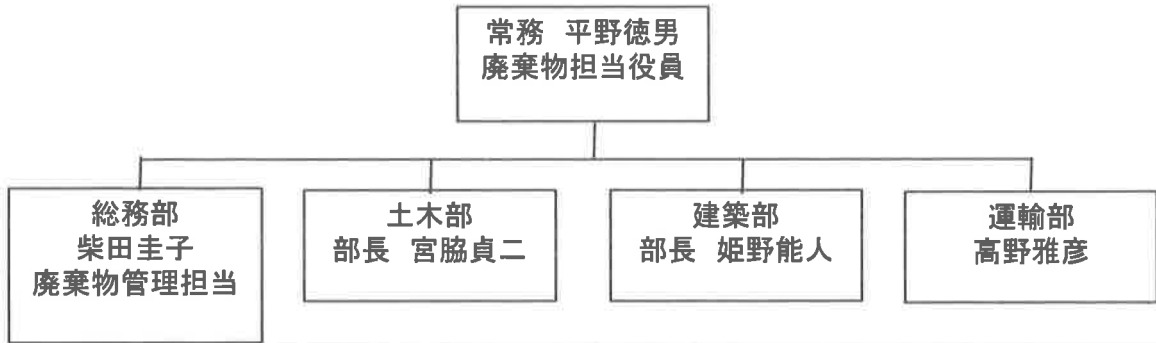 常務 平野徳男
廃棄物担当役員
総務部
柴田圭子
廃棄物管理担当
土木部
部長 宮脇貞二
建築部
部長 姫野能人
運輸部
高野雅彦